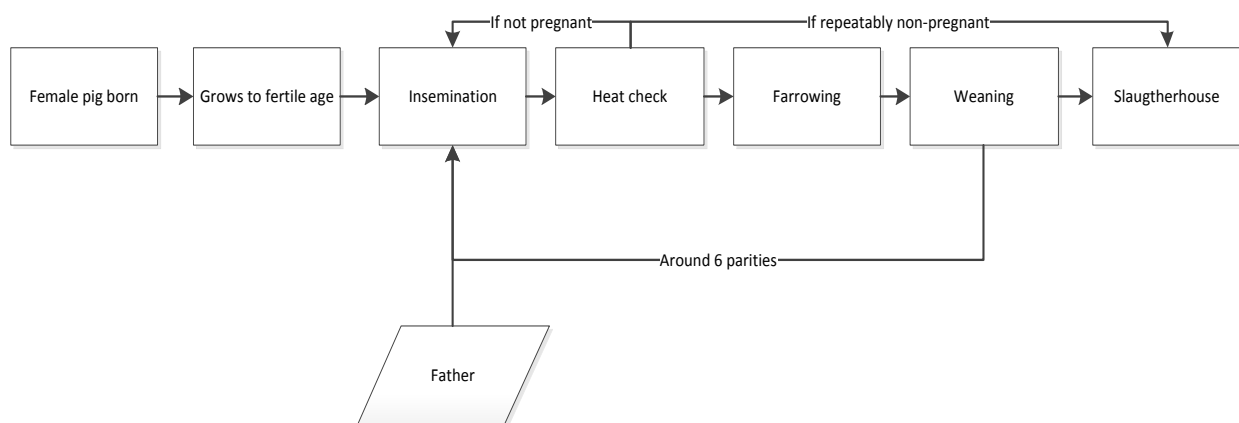 If not pregnant
If repeatably non-pregnant
Female pig born
Grows to fertile age
Insemination
Heat check
Farrowing
Weaning
Slaugtherhouse
Around 6 parities
Father